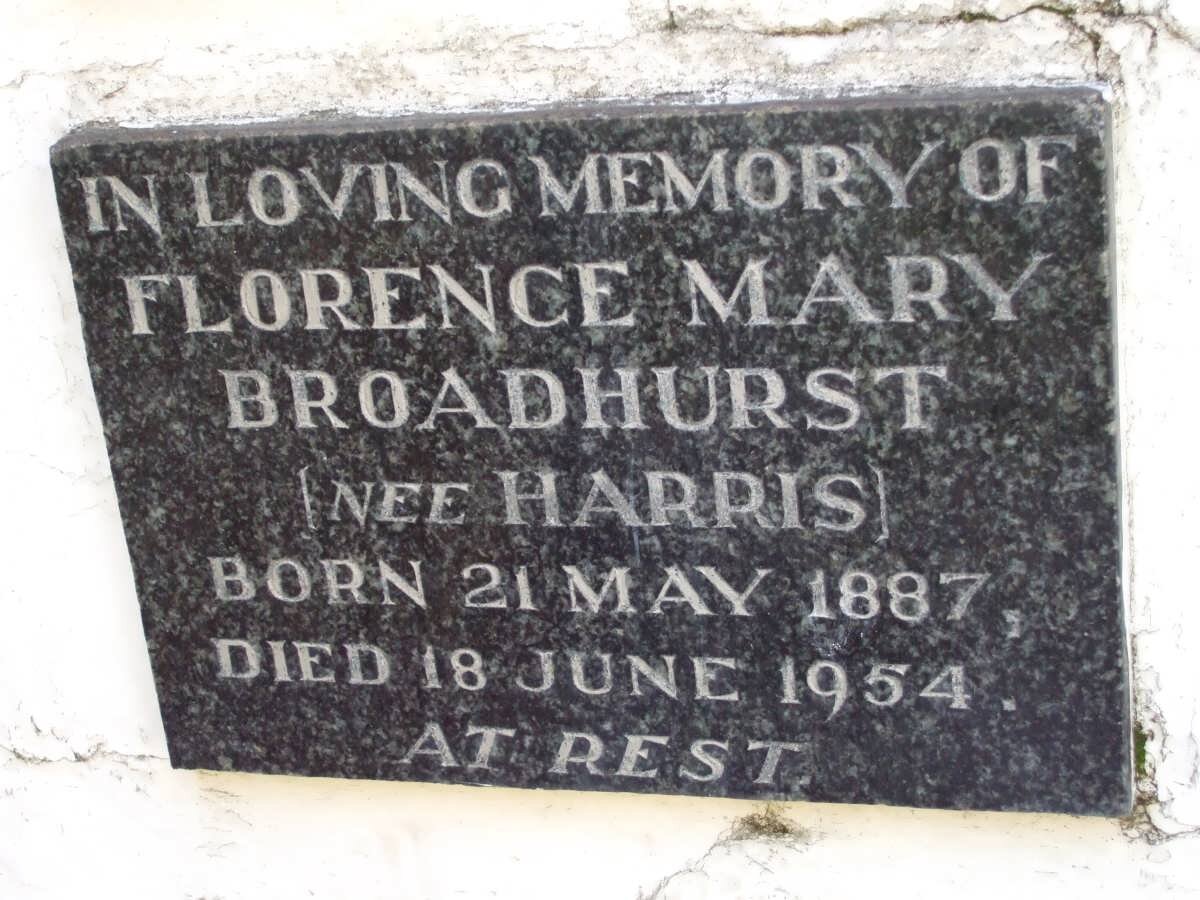 IN LOVING MEMORY OF
FLORENCE MARY
BROADHURST
[NEE HARRIS]
BORN 21 MAY 1887,
DIED 18 JUNE 1954.
AT REST.